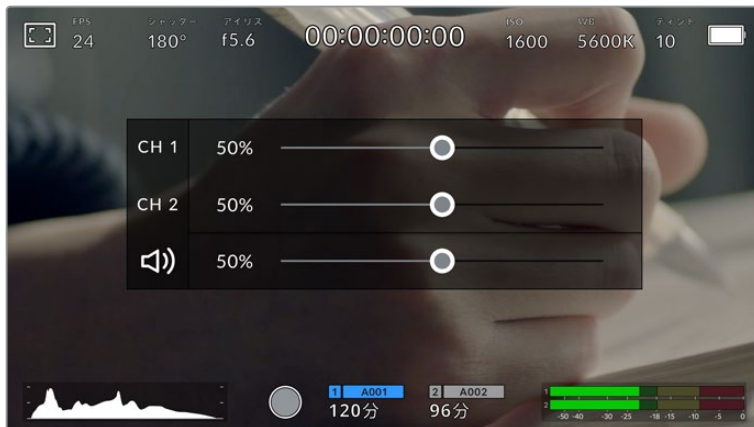 FPS シャッター アイリス ISO WB ティント
24 180° f5.6 00:00:00:00 1600 5600K 10
CH 1 50%
CH 2 50%
50%
1 A001 2 A002
120分 96分
1
2
-50 -40 -30 -25 -18 -15 -10 -5 0